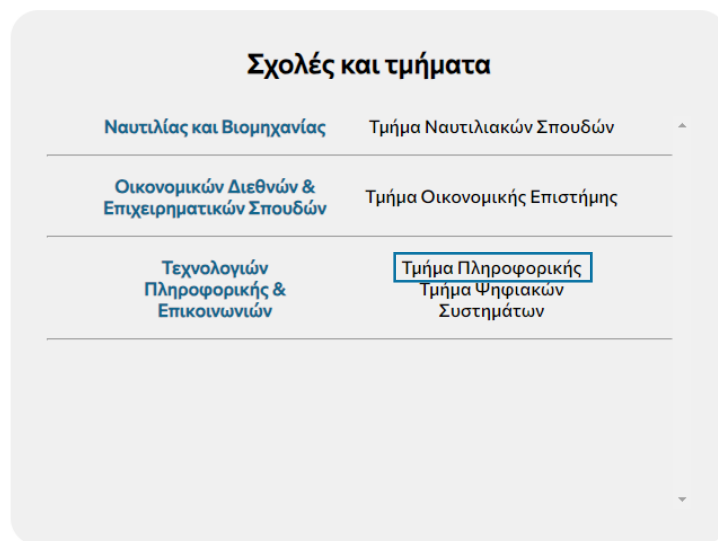 Σχολές και τμήματα
Ναυτιλίας και Βιομηχανίας
Τμήμα Ναυτιλιακών Σπουδών
Οικονομικών Διεθνών &
Επιχειρηματικών Σπουδών
Τμήμα Οικονομικής Επιστήμης
Τεχνολογιών
Πληροφορικής &
Επικοινωνιών
Τμήμα Πληροφορικής
Τμήμα Ψηφιακών
Συστημάτων